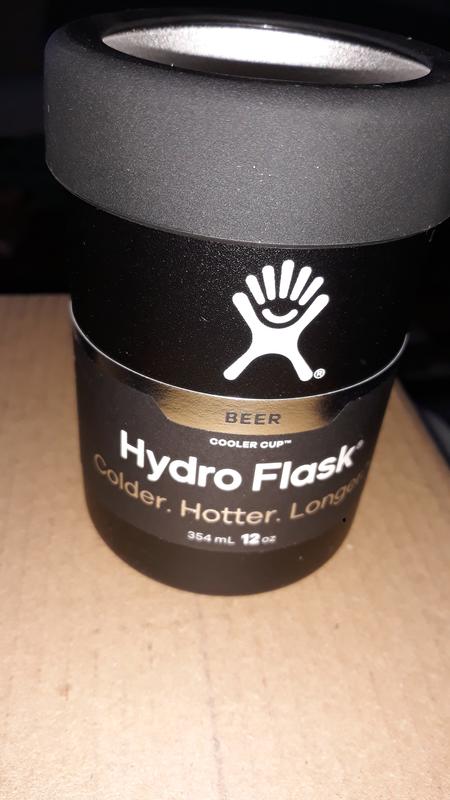 ®
BEER
COOLER CUP™
Hydro Flask®
Colder. Hotter. Longer.
354 mL 12 oz